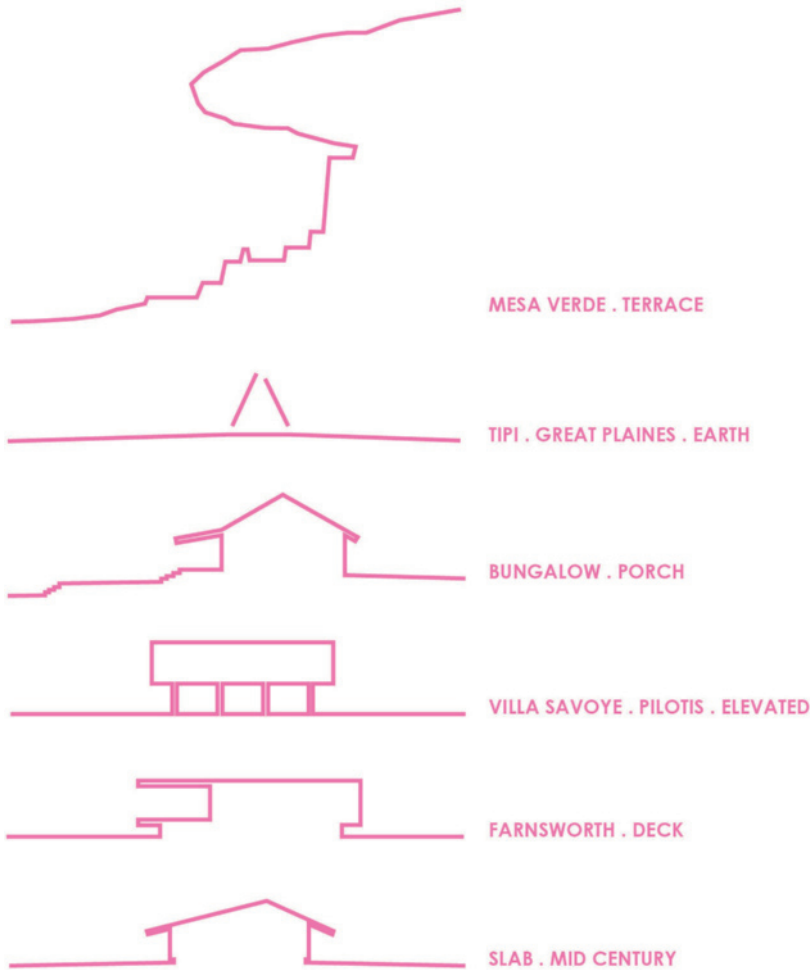 MESA VERDE . TERRACE
TIPI . GREAT PLAINES . EARTH
BUNGALOW . PORCH
VILLA SAVOYE . PILOTIS . ELEVATED
FARNSWORTH . DECK
SLAB . MID CENTURY